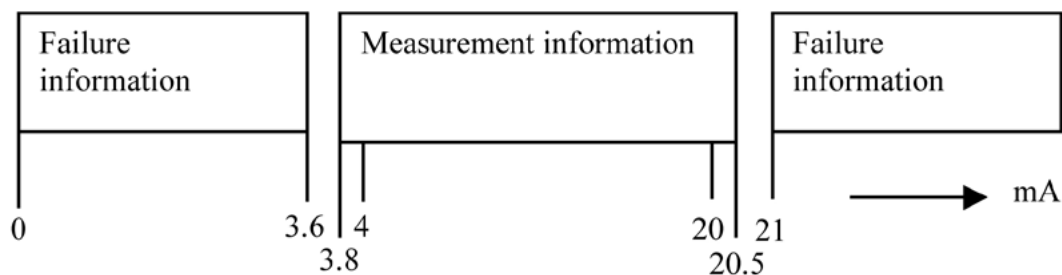 Failure
information
Measurement information
Failure
information
mA
0
3.6
4
20
21
3.8
20.5